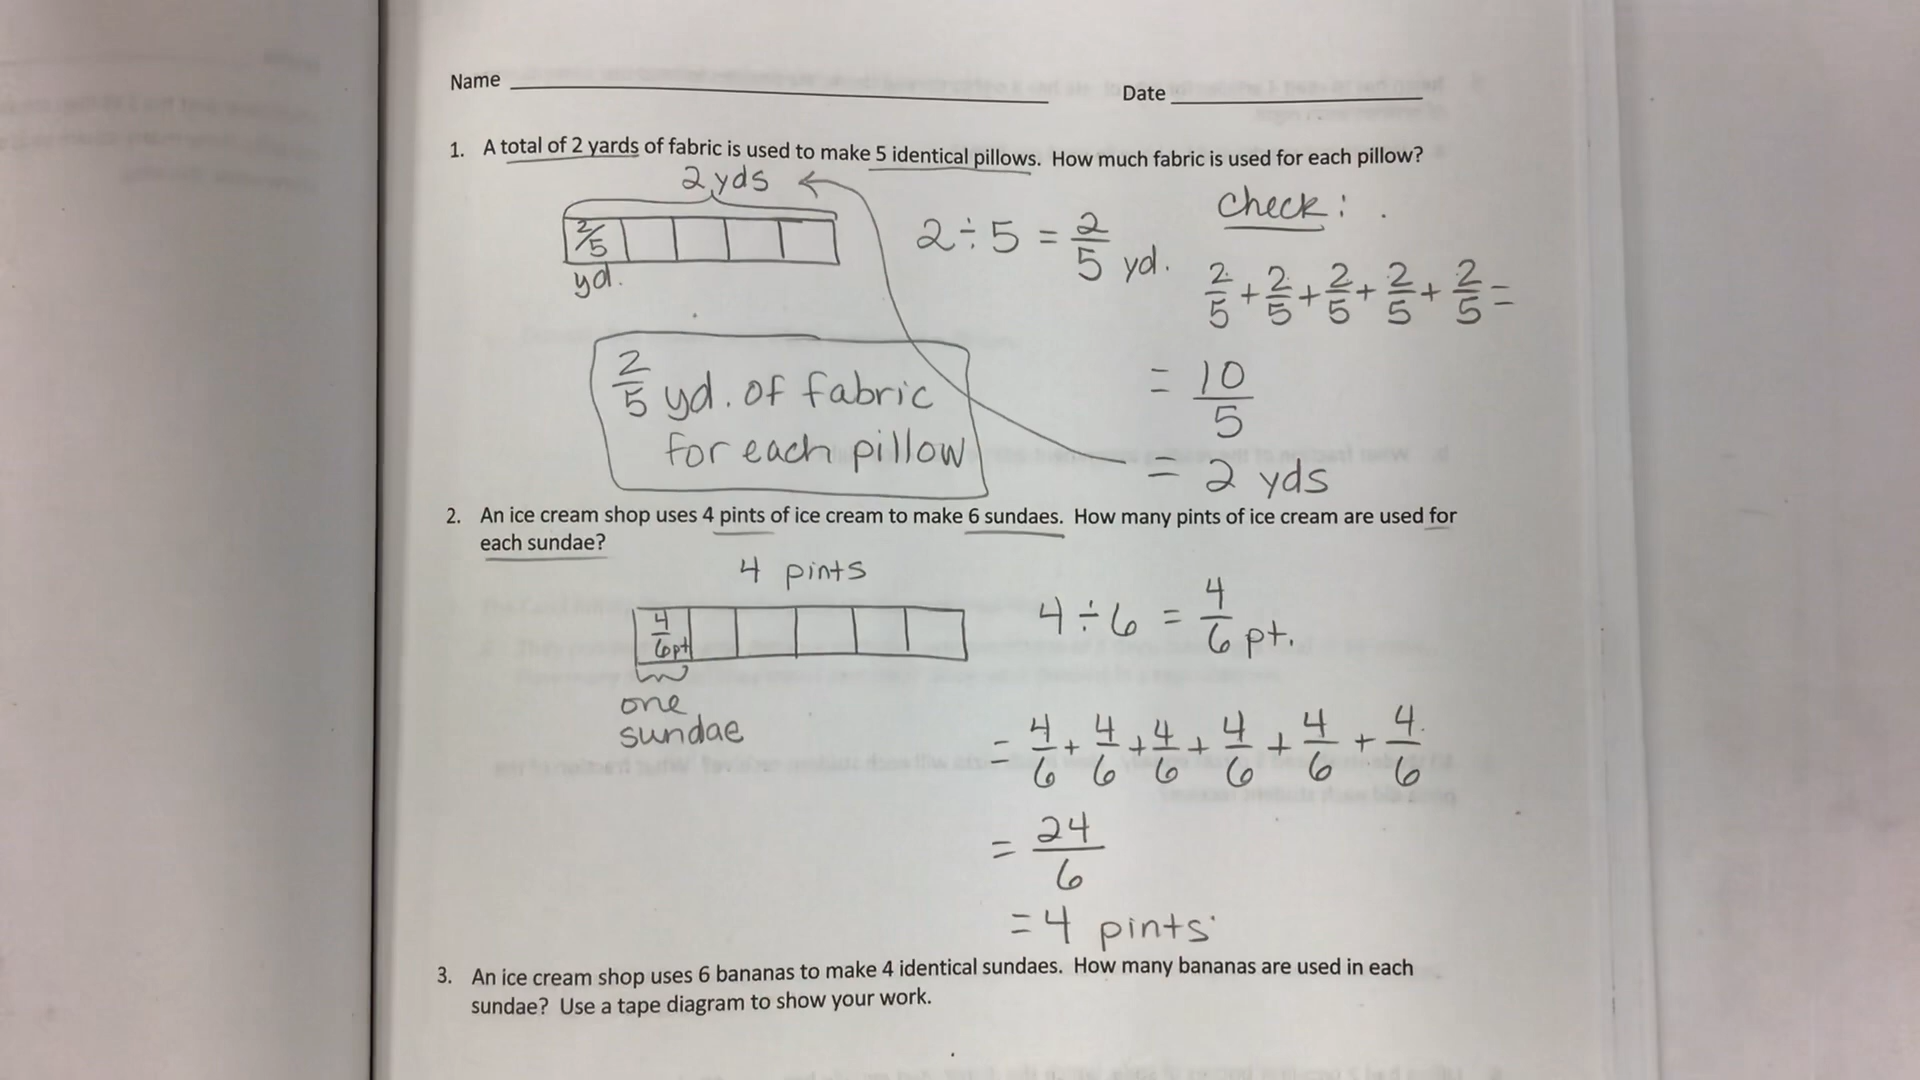 Name
Date
1. A total of 2 yards of fabric is used to make 5 identical pillows. How much fabric is used for each pillow?
2 yds
2/5
yd.
2 ÷ 5 = 2/5 yd.
check:
2/5 + 2/5 + 2/5 + 2/5 + 2/5 =
= 10/5
= 2 yds
2/5 yd. of fabric
for each pillow
2. An ice cream shop uses 4 pints of ice cream to make 6 sundaes. How many pints of ice cream are used for
each sundae?
4 pints
4/6 pt
one
sundae
4 ÷ 6 = 4/6 pt.
= 4/6 + 4/6 + 4/6 + 4/6 + 4/6 + 4/6
= 24/6
= 4 pints
3. An ice cream shop uses 6 bananas to make 4 identical sundaes. How many bananas are used in each
sundae? Use a tape diagram to show your work.